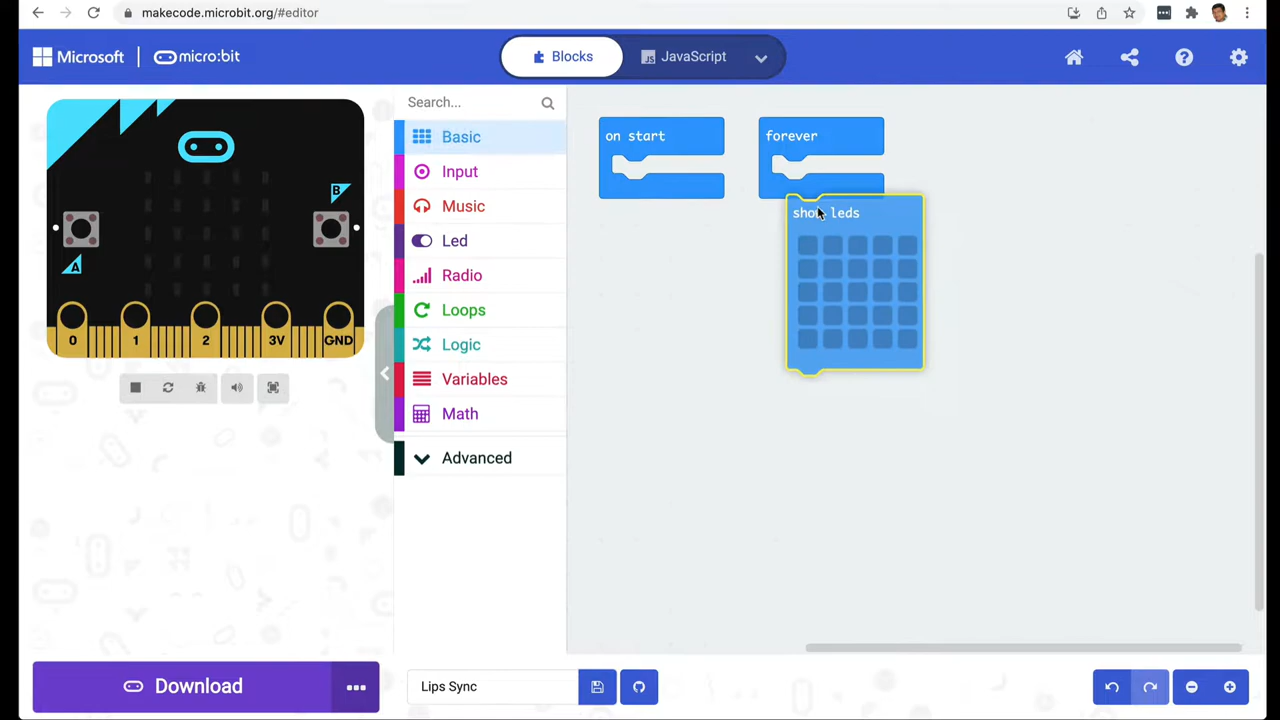 makecode.microbit.org/#editor
Microsoft
micro:bit
Blocks
JavaScript
B
A
0 1 2 3V GND
Search...
Basic
Input
Music
Led
Radio
Loops
Logic
Variables
Math
Advanced
on start
forever
show leds
Download
Lips Sync